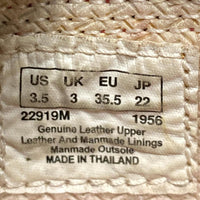 US UK EU JP
3.5 3 35.5 22
22919M 1956
Genuine Leather Upper
Leather And Manmade Linings
Manmade Outsole
MADE IN THAILAND